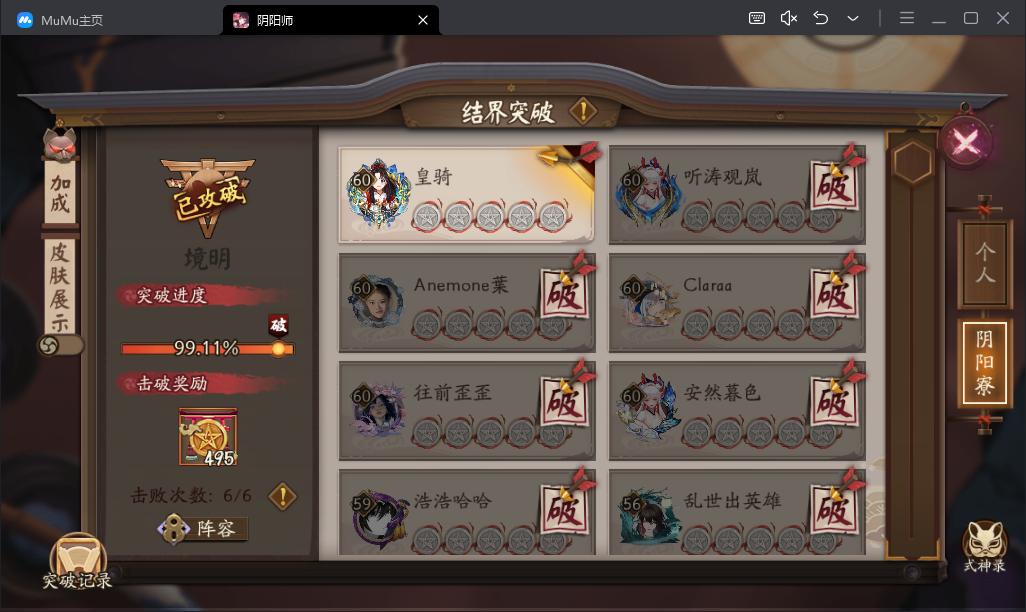 MuMu主页
阴阳师
结界突破
加成
皮肤展示
已攻破
境明
突破进度
破
99.11%
击破奖励
495
击败次数: 6/6
阵容
突破记录
60
皇骑
60
听涛观岚
破
60
Anemone葉
破
60
Claraa
破
60
往前歪歪
破
60
安然暮色
破
59
浩浩哈哈
破
56
乱世出英雄
破
个人
阴阳寮
式神录